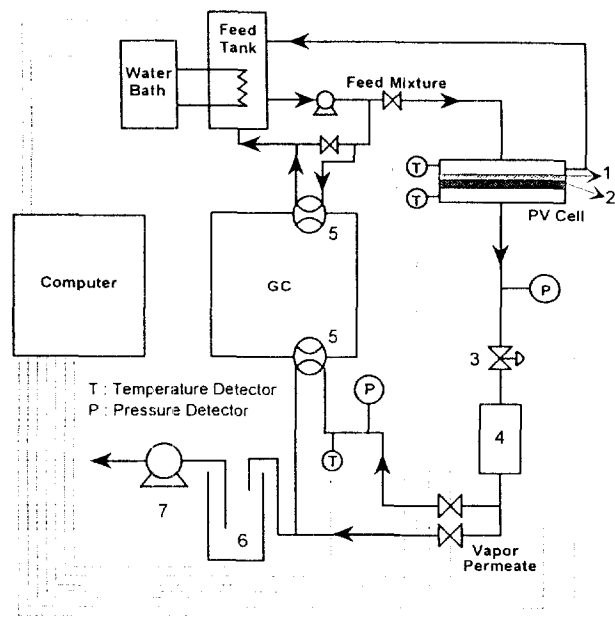 Feed
Tank
Water
Bath
Feed Mixture
T
T
1
2
PV Cell
5
Computer
GC
P
5
3
T : Temperature Detector
P : Pressure Detector
P
4
T
7
6
Vapor
Permeate